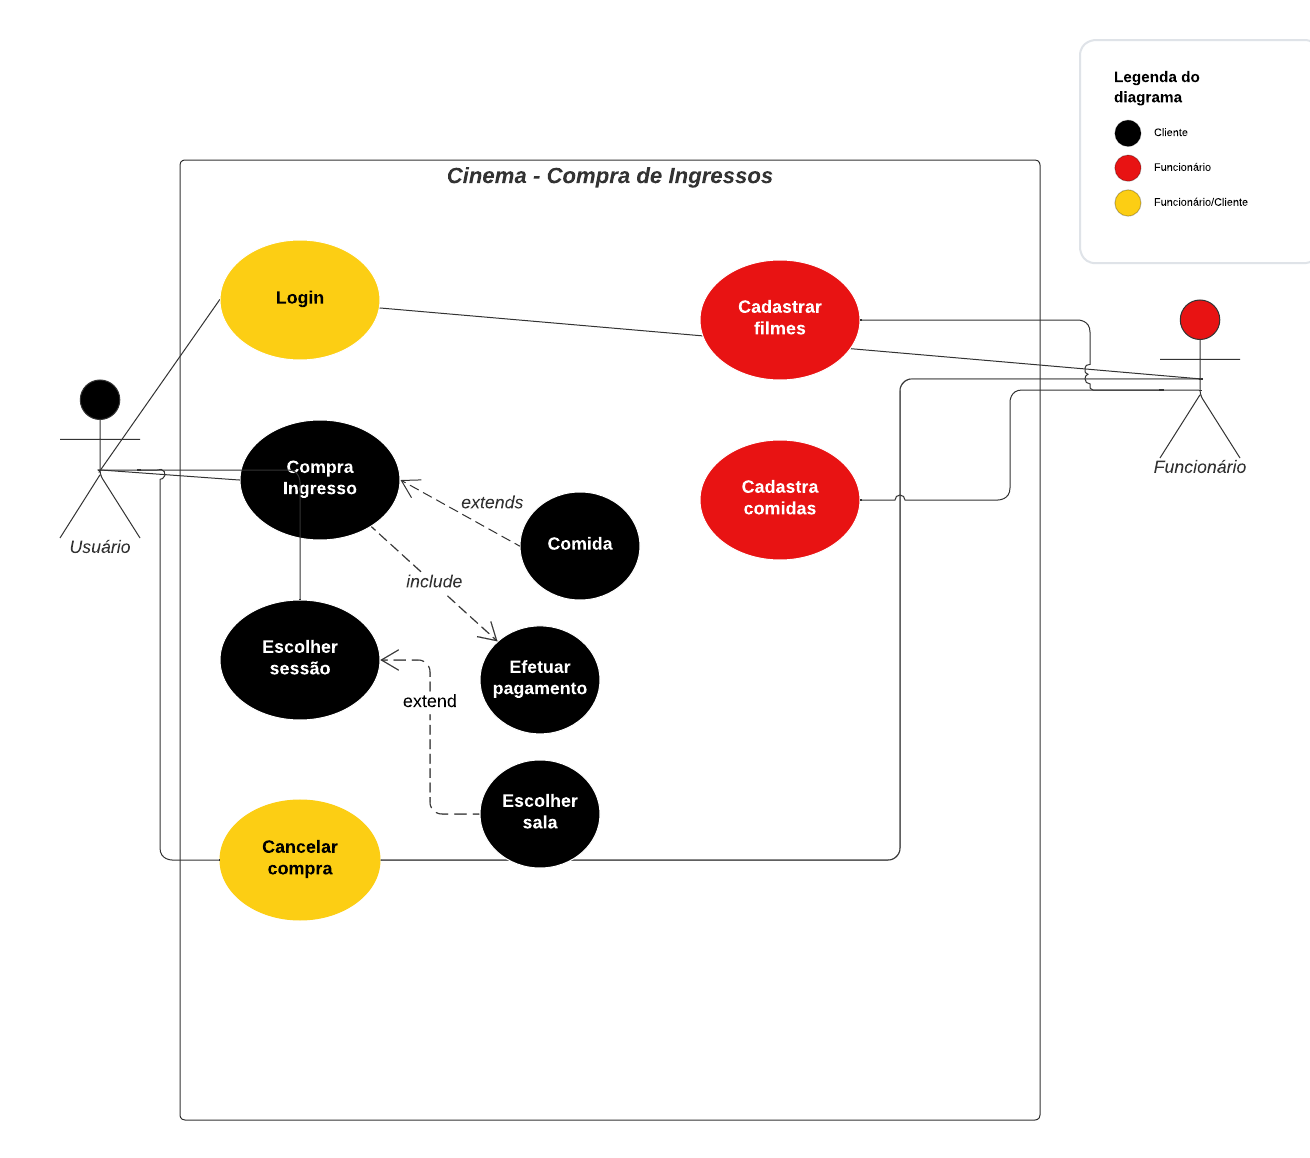 Legenda do
diagrama
Cliente
Funcionário
Funcionário/Cliente
Cinema - Compra de Ingressos
Login
Cadastrar
filmes
Compra
Ingresso
extends
Cadastra
comidas
Funcionário
Usuário
Comida
include
Escolher
sessão
Efetuar
pagamento
extend
Escolher
sala
Cancelar
compra